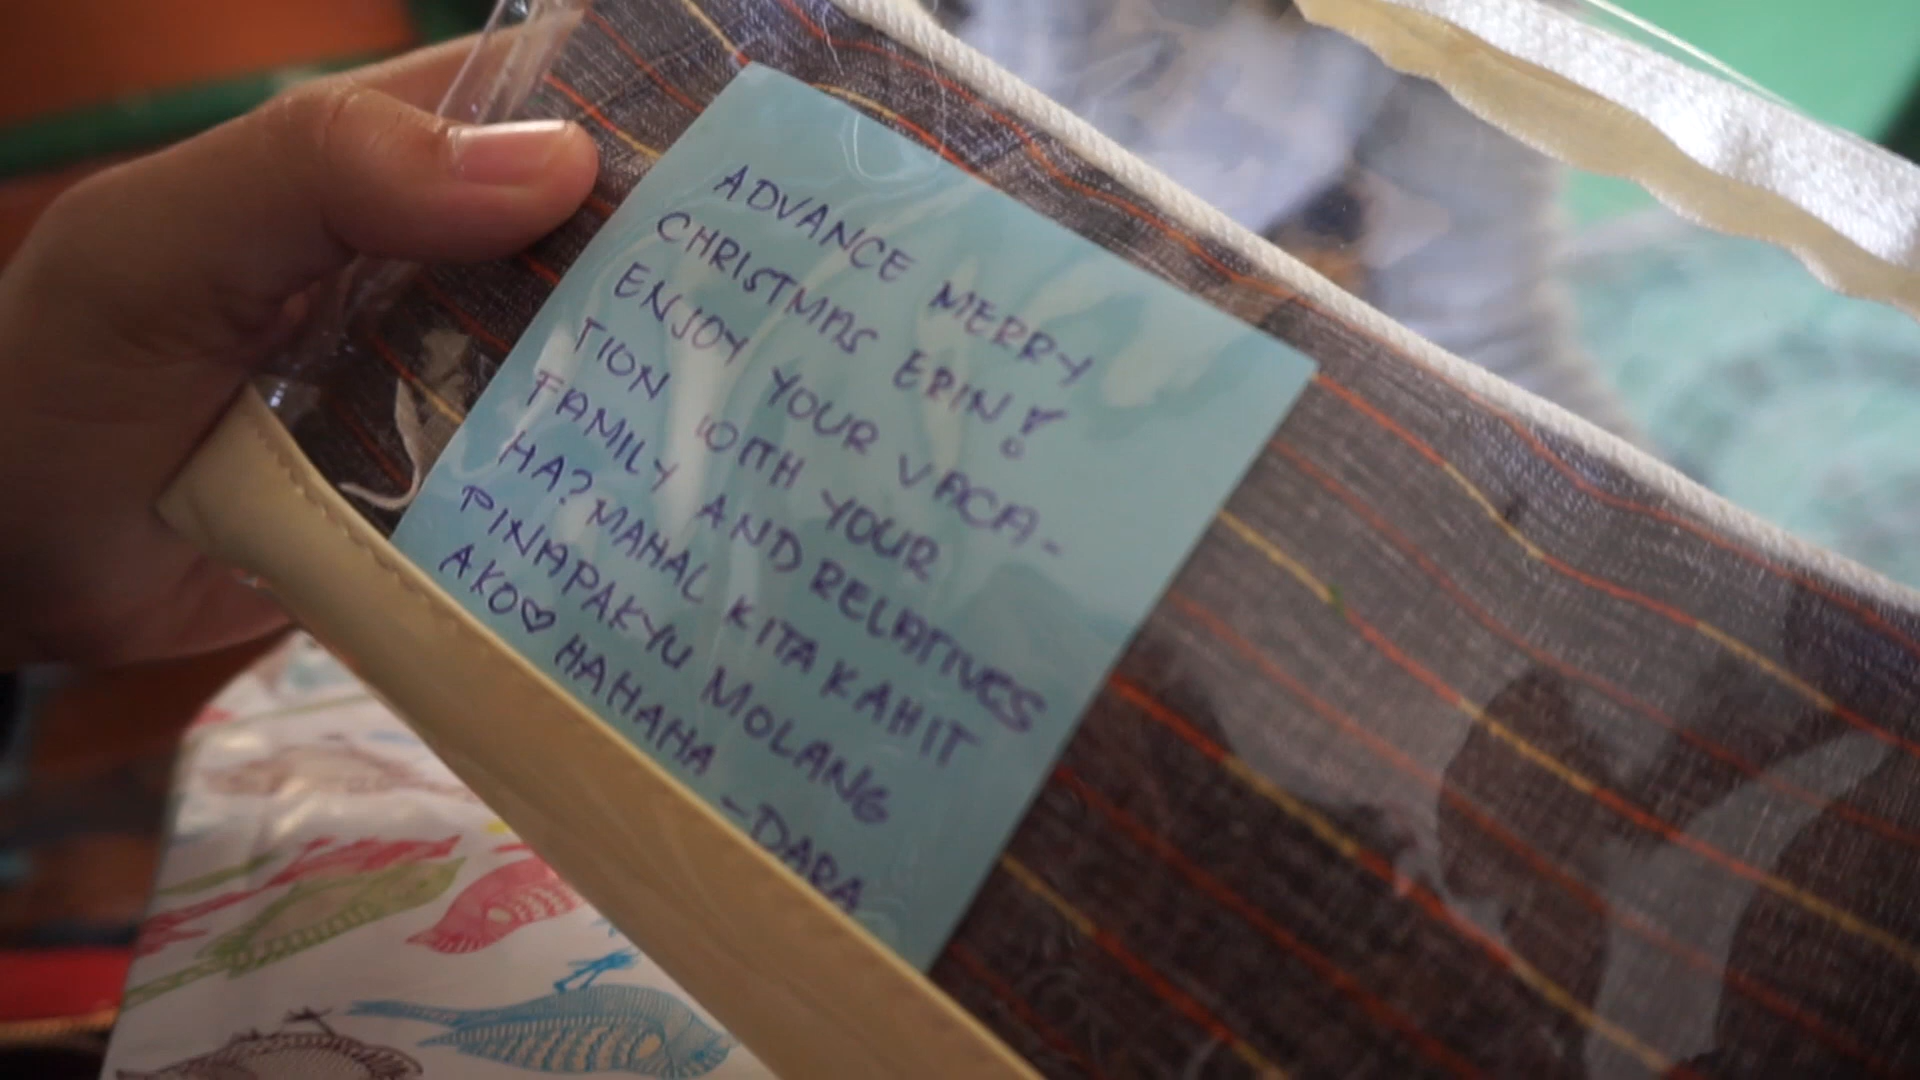 ADVANCE MERRY
CHRISTMAS ERIN!
ENJOY YOUR VACA-
TION WITH YOUR
FAMILY AND RELATIVES
HA? MAHAL KITA KAHIT
PINAPAKYU MOLANG
AKO♡ HAHAHA
-DARA